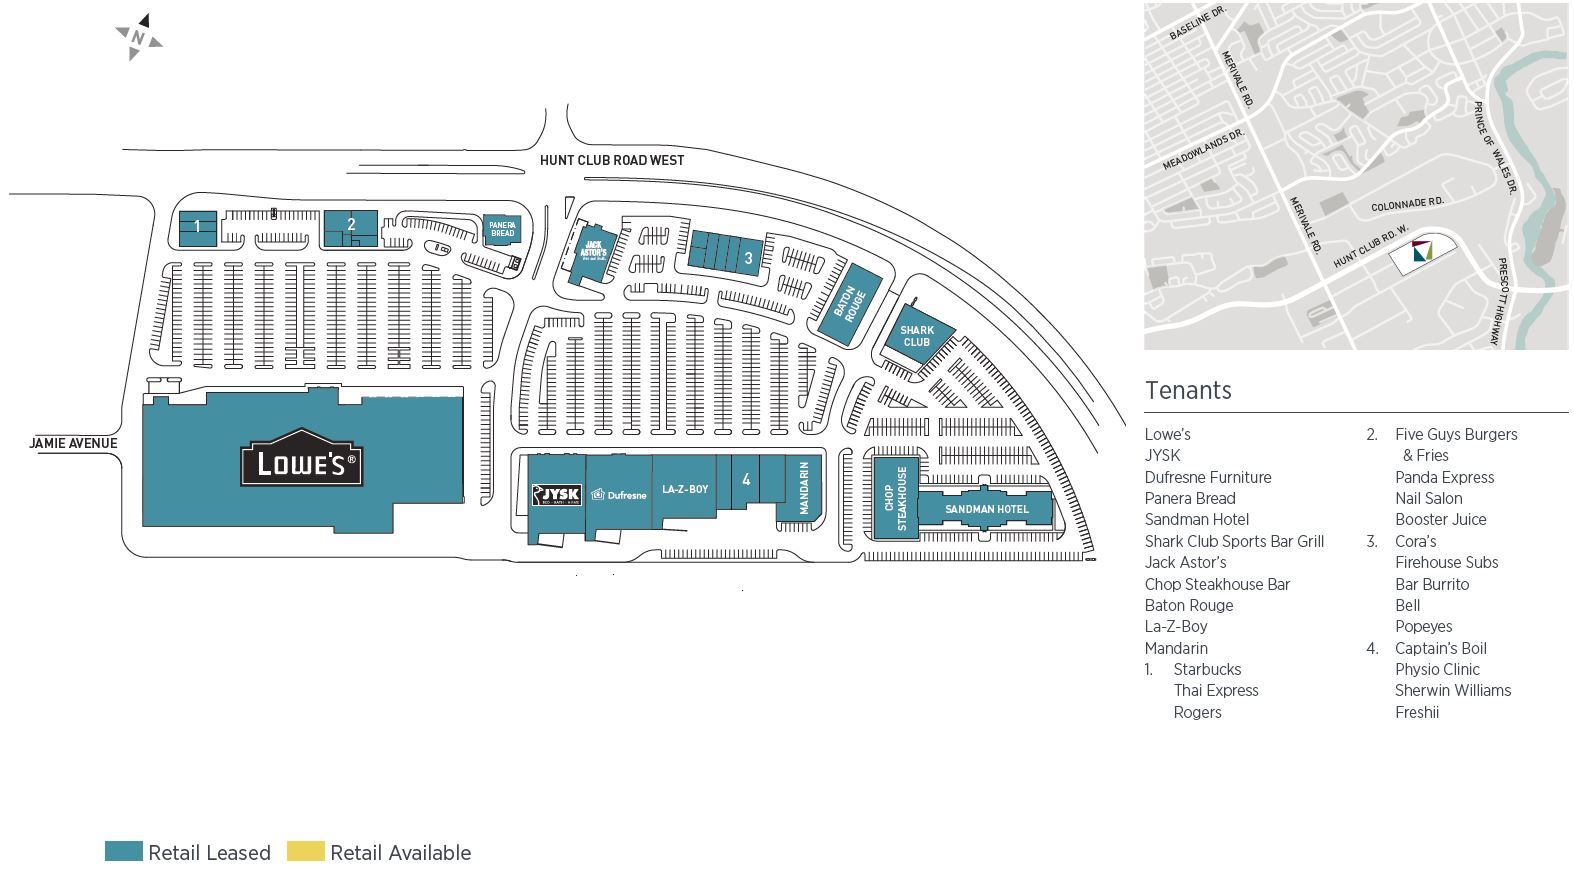 N
HUNT CLUB ROAD WEST
JAMIE AVENUE
1
2
PANERA
BREAD
JACK
ASTOR'S
3
BATON
ROUGE
SHARK
CLUB
LOWE'S®
JYSK
BED · BATH · HOME
Dufresne
LA-Z-BOY
4
MANDARIN
CHOP
STEAKHOUSE
SANDMAN HOTEL
BASELINE DR.
MERIVALE RD.
MEADOWLANDS DR.
PRINCE OF WALES DR.
MERIVALE RD.
COLONNADE RD.
HUNT CLUB RD. W.
PRESCOTT HIGHWAY
Tenants
Lowe's
JYSK
Dufresne Furniture
Panera Bread
Sandman Hotel
Shark Club Sports Bar Grill
Jack Astor's
Chop Steakhouse Bar
Baton Rouge
La-Z-Boy
Mandarin
1. Starbucks
Thai Express
Rogers
2. Five Guys Burgers
& Fries
Panda Express
Nail Salon
Booster Juice
3. Cora's
Firehouse Subs
Bar Burrito
Bell
Popeyes
4. Captain's Boil
Physio Clinic
Sherwin Williams
Freshii
Retail Leased
Retail Available